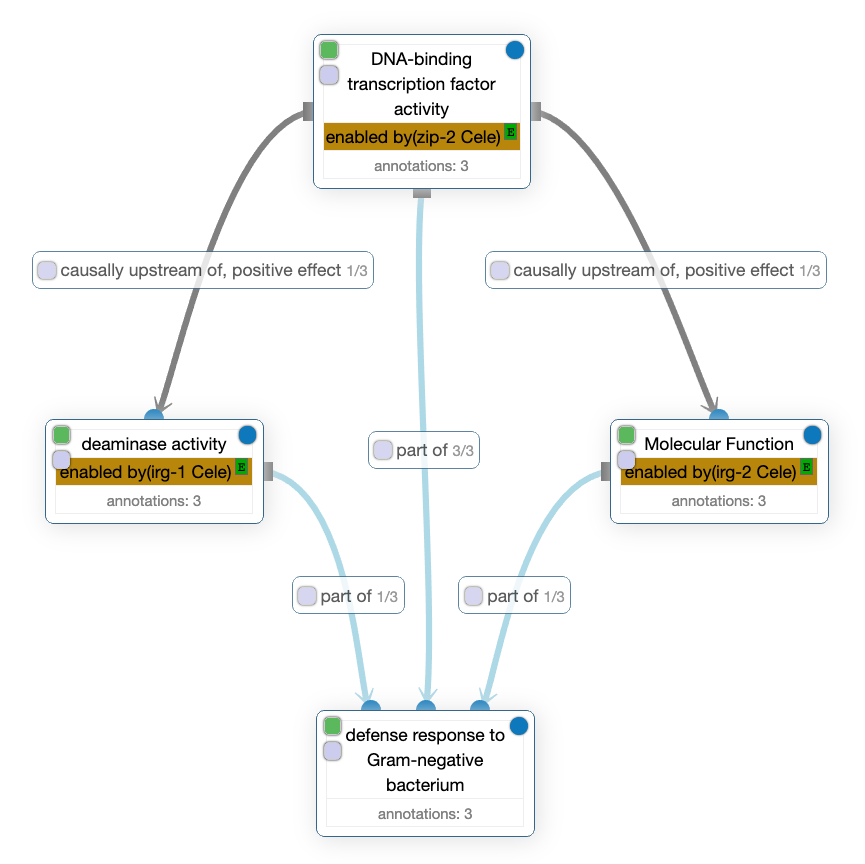 DNA-binding
transcription factor
activity
enabled by(zip-2 Cele) E
annotations: 3
causally upstream of, positive effect 1/3
causally upstream of, positive effect 1/3
deaminase activity
enabled by(irg-1 Cele) E
annotations: 3
part of 3/3
Molecular Function
enabled by(irg-2 Cele) E
annotations: 3
part of 1/3
part of 1/3
defense response to
Gram-negative
bacterium
annotations: 3